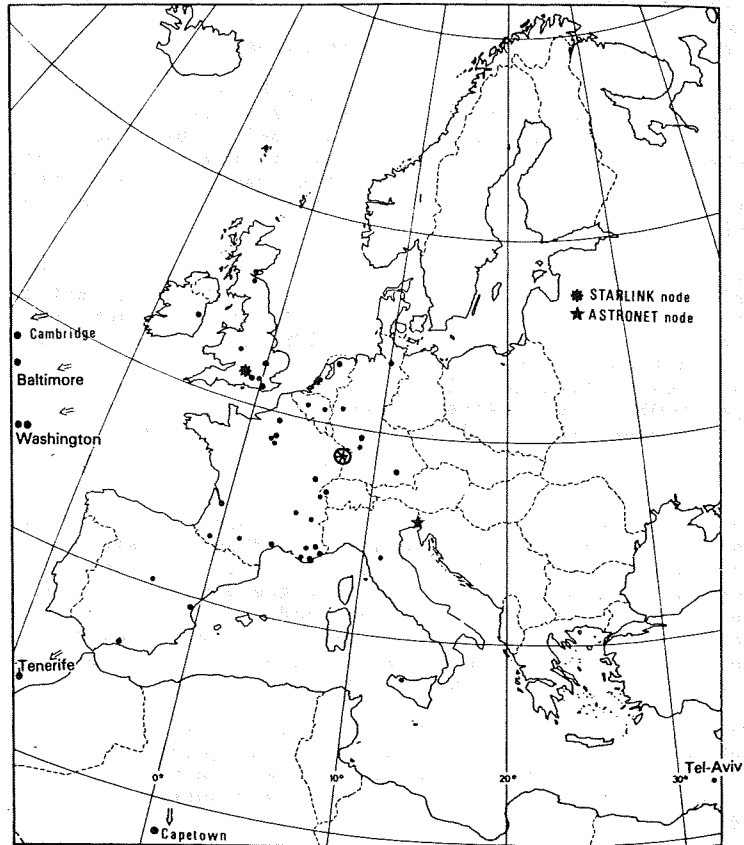 STARLINK node
ASTRONET node
Cambridge
Baltimore
Washington
Tenerife
Tel-Aviv
0°
10°
20°
30°
Capetown